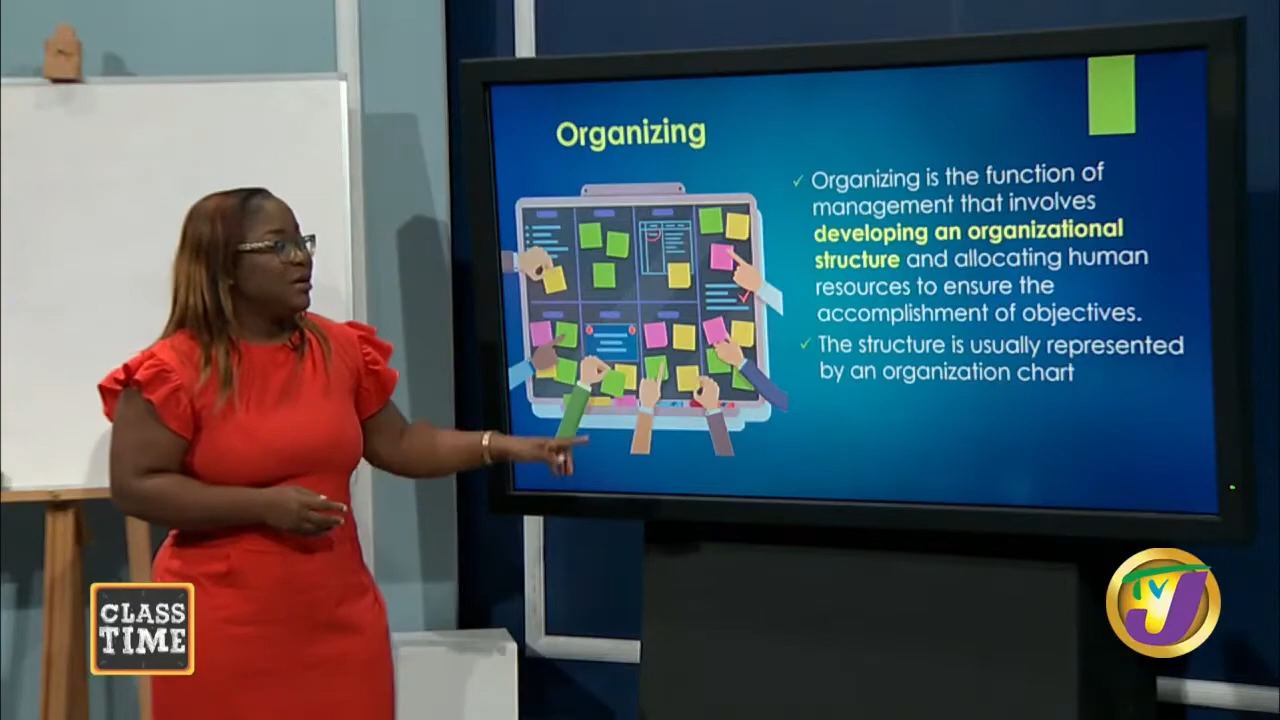 Organizing
✓ Organizing is the function of
management that involves
developing an organizational
structure and allocating human
resources to ensure the
accomplishment of objectives.
✓ The structure is usually represented
by an organization chart
CLASS
TIME
TVJ